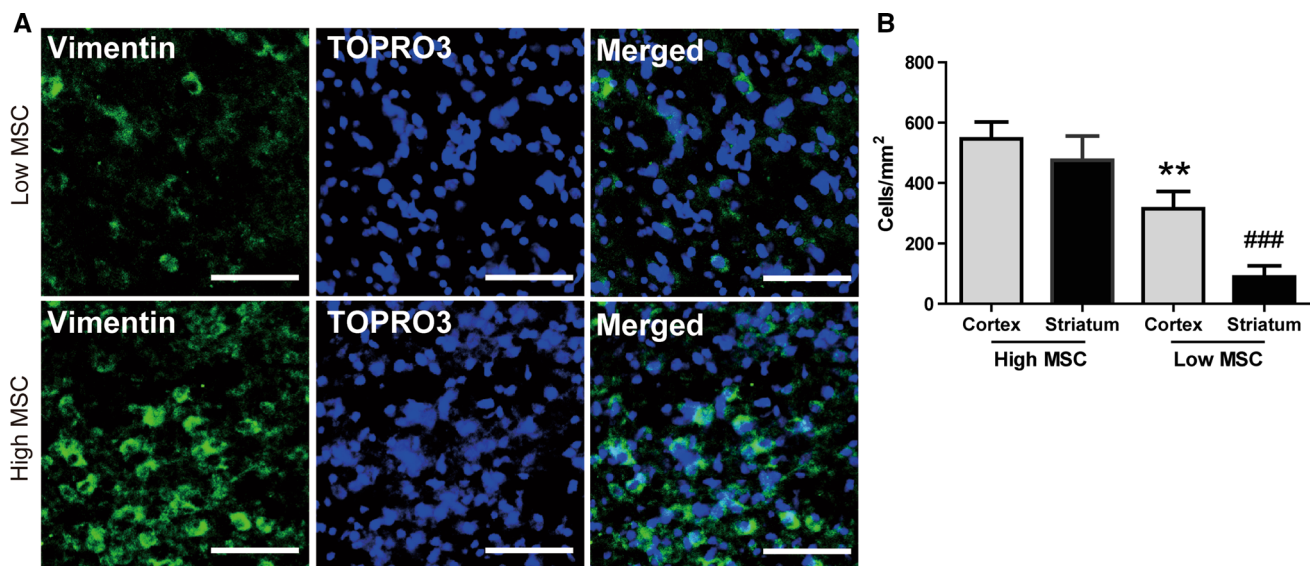 A
Vimentin
TOPRO3
Merged
Low MSC
Vimentin
TOPRO3
Merged
High MSC
B
Cells/mm²
800
600
400
200
0
**
###
Cortex
Striatum
Cortex
Striatum
High MSC
Low MSC